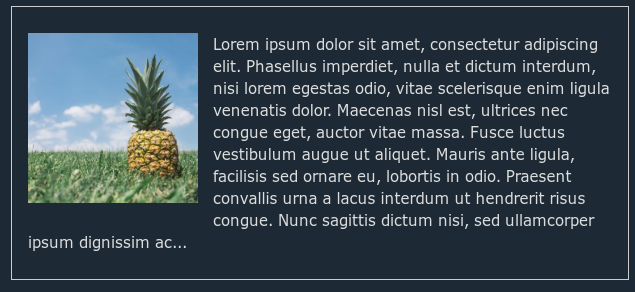 Lorem ipsum dolor sit amet, consectetur adipiscing
elit. Phasellus imperdiet, nulla et dictum interdum,
nisi lorem egestas odio, vitae scelerisque enim ligula
venenatis dolor. Maecenas nisl est, ultrices nec
congue eget, auctor vitae massa. Fusce luctus
vestibulum augue ut aliquet. Mauris ante ligula,
facilisis sed ornare eu, lobortis in odio. Praesent
convallis urna a lacus interdum ut hendrerit risus
congue. Nunc sagittis dictum nisi, sed ullamcorper
ipsum dignissim ac...